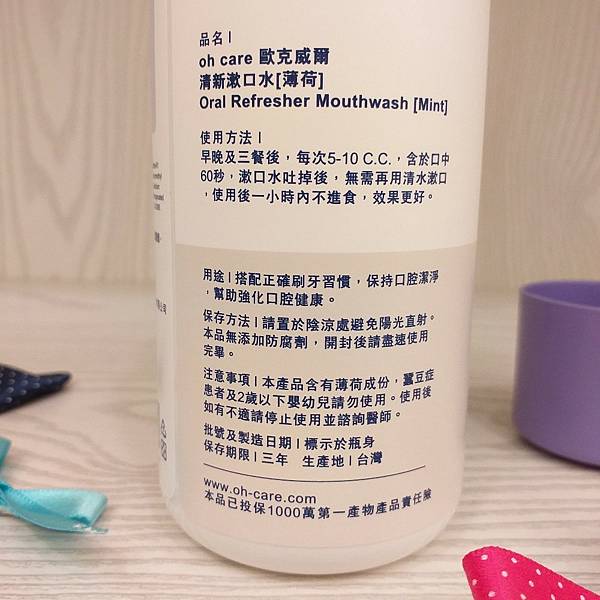 品名 |
oh care 歐克威爾
清新漱口水[薄荷]
Oral Refresher Mouthwash [Mint]
使用方法 |
早晚及三餐後，每次5-10 C.C.，含於口中
60秒，漱口水吐掉後，無需再用清水漱口
，使用後一小時內不進食，效果更好。
用途 | 搭配正確刷牙習慣，保持口腔潔淨
，幫助強化口腔健康。
保存方法 | 請置於陰涼處避免陽光直射。
本品無添加防腐劑，開封後請盡速使用
完畢。
注意事項 | 本產品含有薄荷成份，蠶豆症
患者及2歲以下嬰幼兒請勿使用。使用後
如有不適請停止使用並諮詢醫師。
批號及製造日期 | 標示於瓶身
保存期限 | 三年 生產地 | 台灣
www.oh-care.com
本品已投保1000萬第一產物產品責任險